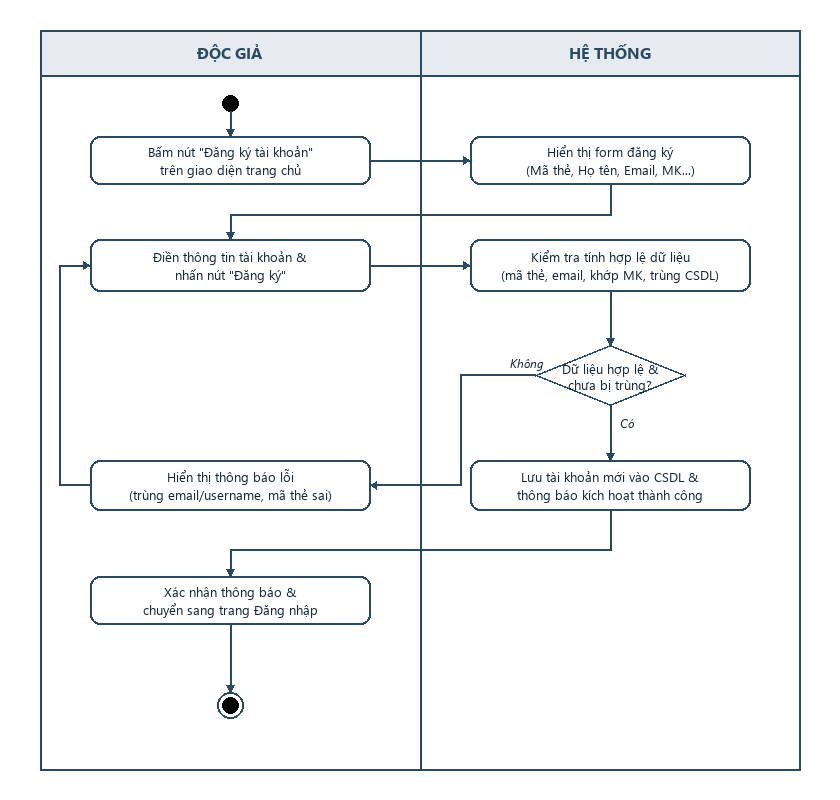 ĐỘC GIẢ
HỆ THỐNG
Bấm nút "Đăng ký tài khoản"
trên giao diện trang chủ
Hiển thị form đăng ký
(Mã thẻ, Họ tên, Email, MK...)
Điền thông tin tài khoản &
nhấn nút "Đăng ký"
Kiểm tra tính hợp lệ dữ liệu
(mã thẻ, email, khớp MK, trùng CSDL)
Không
Dữ liệu hợp lệ &
chưa bị trùng?
Có
Hiển thị thông báo lỗi
(trùng email/username, mã thẻ sai)
Lưu tài khoản mới vào CSDL &
thông báo kích hoạt thành công
Xác nhận thông báo &
chuyển sang trang Đăng nhập